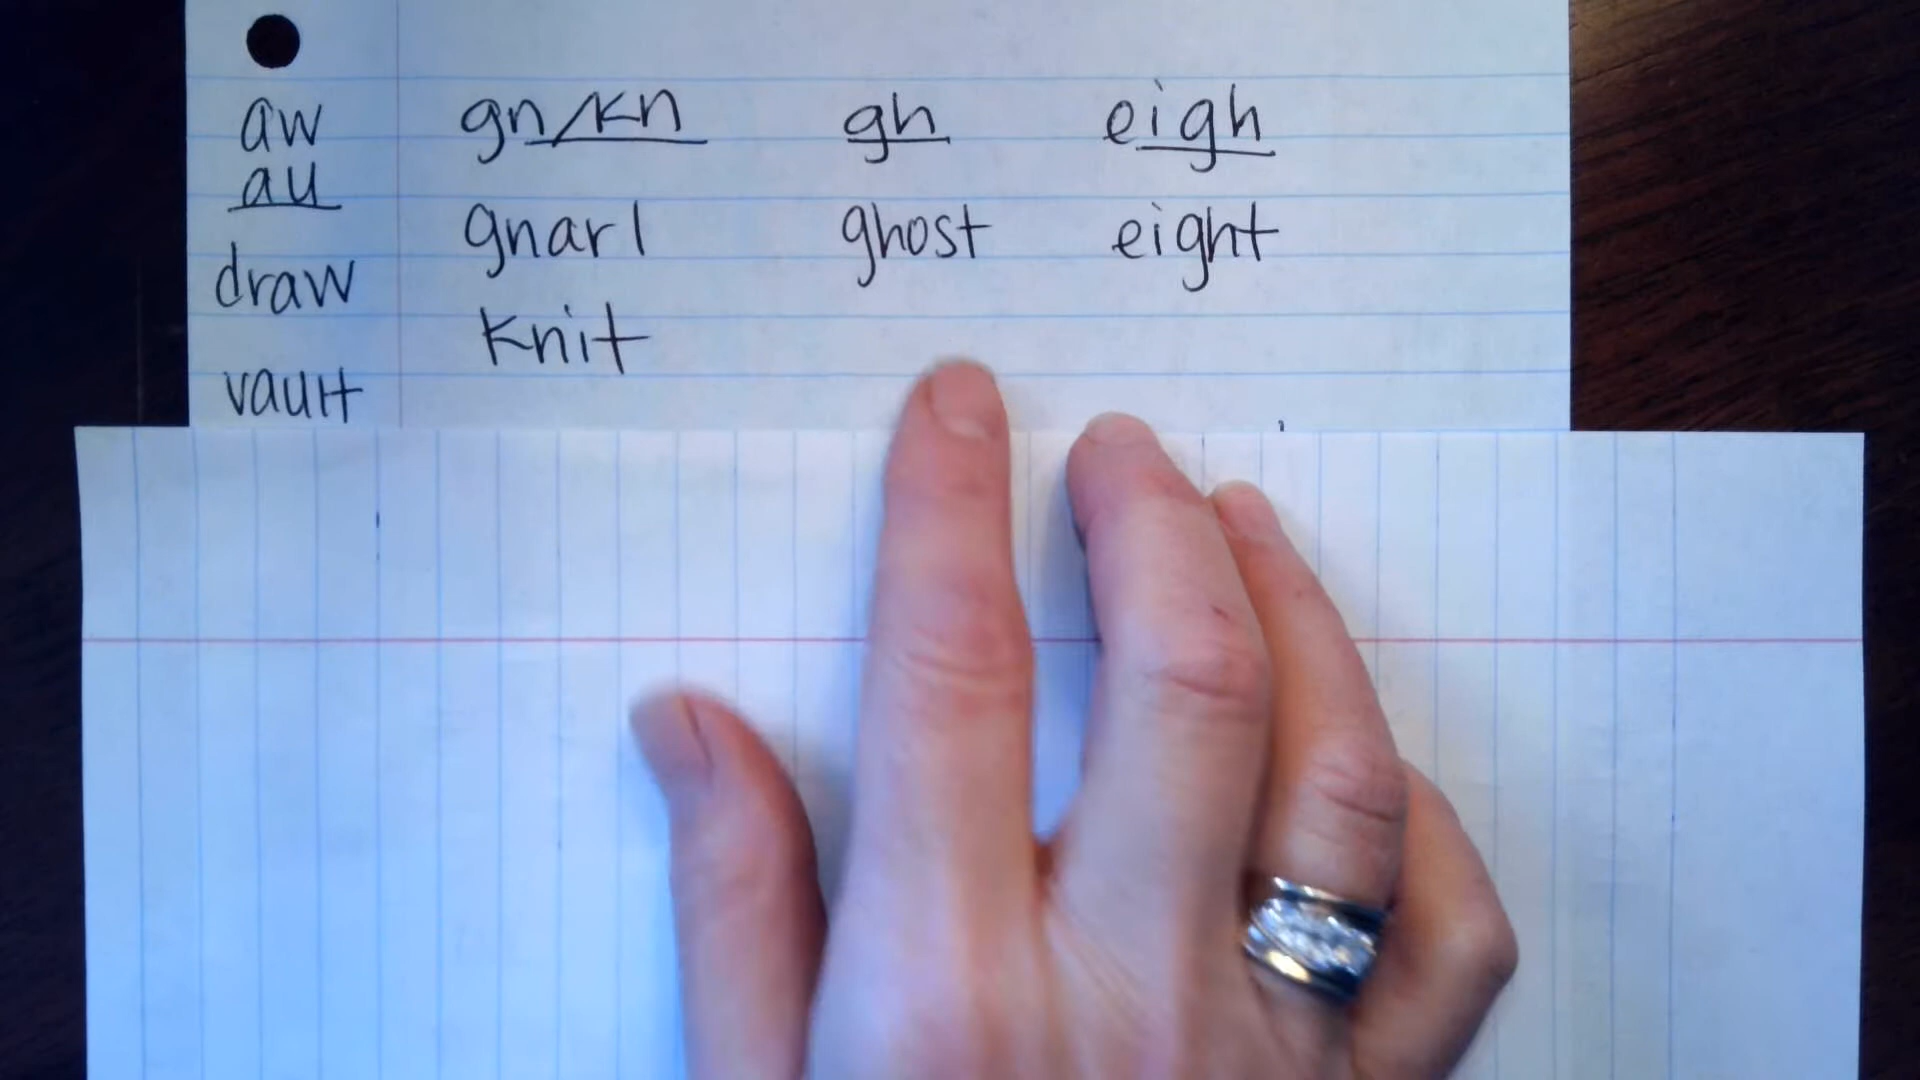 aw
au
draw
vault
gn/kn
gnarl
knit
gh
ghost
eigh
eight